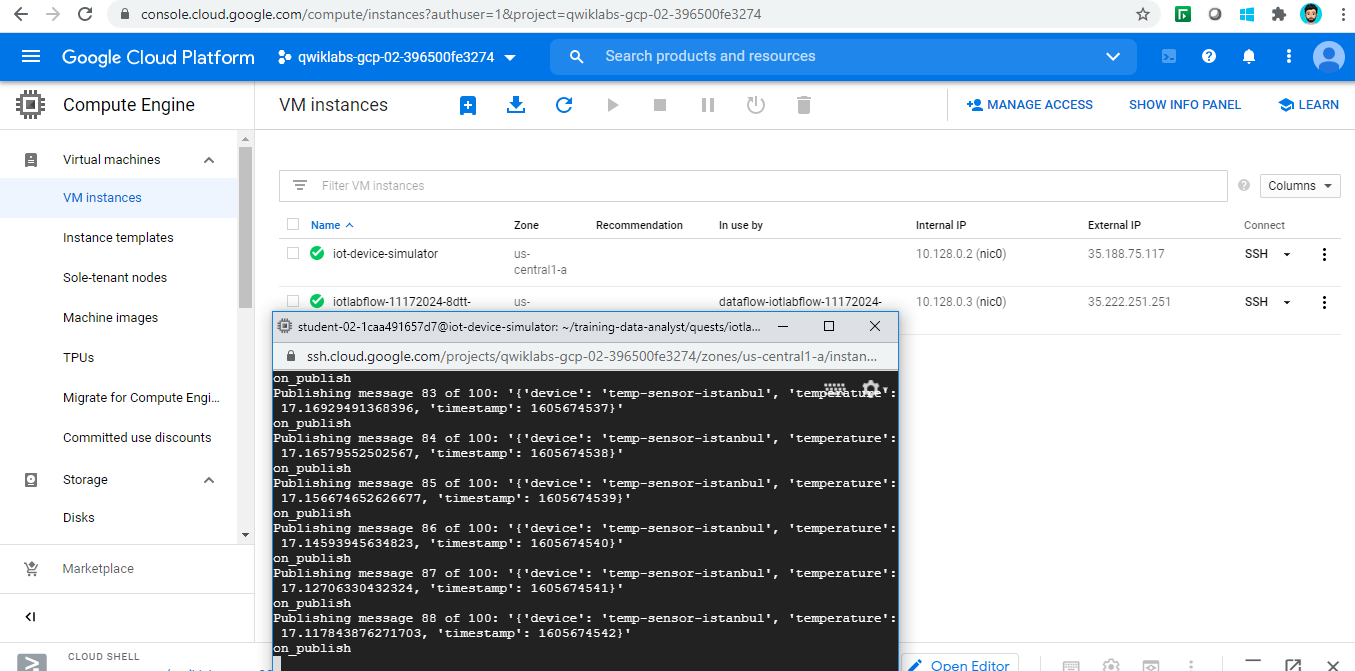 console.cloud.google.com/compute/instances?authuser=1&project=qwiklabs-gcp-02-396500fe3274
Google Cloud Platform
qwiklabs-gcp-02-396500fe3274
Search products and resources
Compute Engine
VM instances
MANAGE ACCESS
SHOW INFO PANEL
LEARN
Virtual machines
VM instances
Instance templates
Sole-tenant nodes
Machine images
TPUs
Migrate for Compute Engi...
Committed use discounts
Storage
Disks
Marketplace
Filter VM instances
Columns
Name Zone Recommendation In use by Internal IP External IP Connect
iot-device-simulator us- 10.128.0.2 (nic0) 35.188.75.117 SSH
central1-a
iotlabflow-11172024-8dtt- us- dataflow-iotlabflow-11172024- 10.128.0.3 (nic0) 35.222.251.251 SSH
student-02-1caa491657d7@iot-device-simulator: ~/training-data-analyst/quests/iotla...
ssh.cloud.google.com/projects/qwiklabs-gcp-02-396500fe3274/zones/us-central1-a/instan...
on_publish
Publishing message 83 of 100: '{'device': 'temp-sensor-istanbul', 'temperature':
17.16929491368396, 'timestamp': 1605674537}'
on_publish
Publishing message 84 of 100: '{'device': 'temp-sensor-istanbul', 'temperature':
17.16579552502567, 'timestamp': 1605674538}'
on_publish
Publishing message 85 of 100: '{'device': 'temp-sensor-istanbul', 'temperature':
17.156674652626677, 'timestamp': 1605674539}'
on_publish
Publishing message 86 of 100: '{'device': 'temp-sensor-istanbul', 'temperature':
17.14593945634823, 'timestamp': 1605674540}'
on_publish
Publishing message 87 of 100: '{'device': 'temp-sensor-istanbul', 'temperature':
17.12706330432324, 'timestamp': 1605674541}'
on_publish
Publishing message 88 of 100: '{'device': 'temp-sensor-istanbul', 'temperature':
17.117843876271703, 'timestamp': 1605674542}'
on_publish
CLOUD SHELL
Open Editor